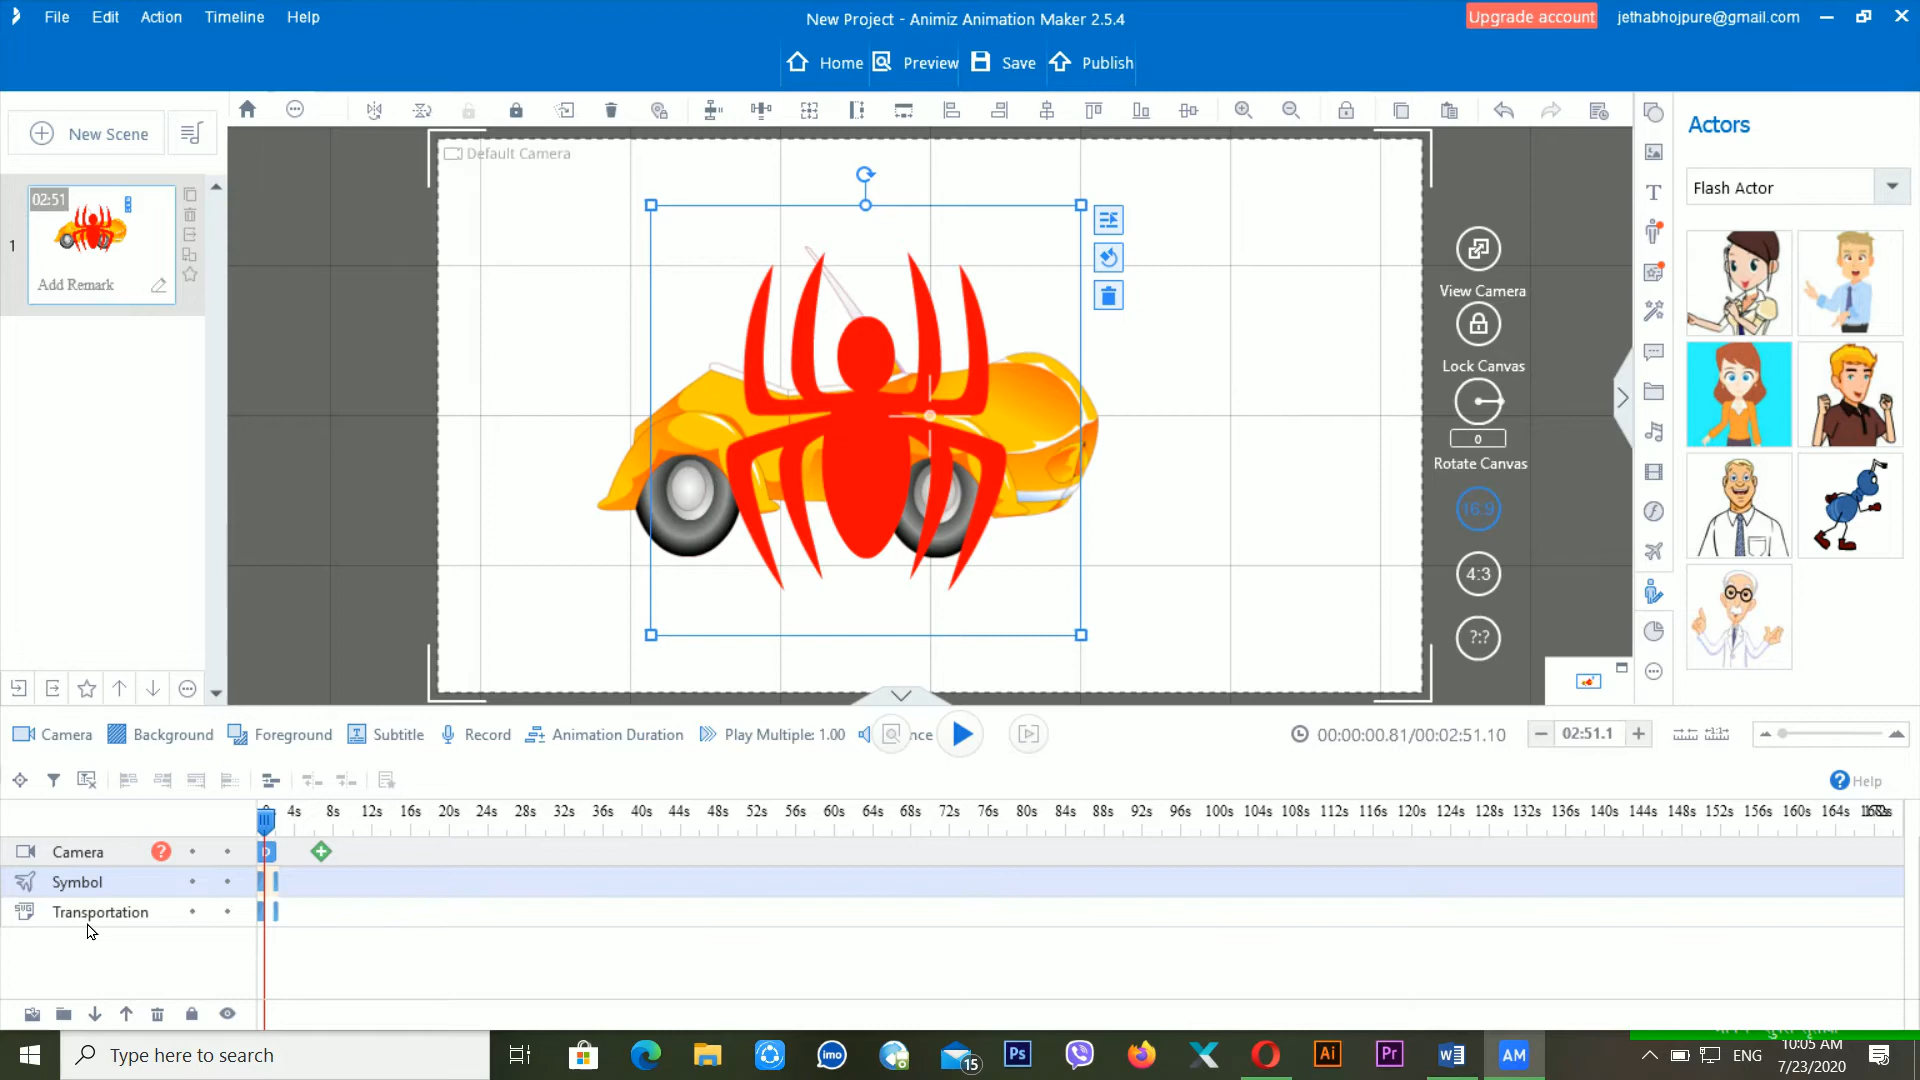 File Edit Action Timeline Help
New Project - Animiz Animation Maker 2.5.4
Upgrade account jethabhojpure@gmail.com
Home Preview Save Publish
New Scene
Default Camera
Actors
Flash Actor
02:51
1
Add Remark
View Camera
Lock Canvas
0
Rotate Canvas
16:9
4:3
?:?
Camera Background Foreground Subtitle Record Animation Duration Play Multiple: 1.00 nce
00:00:00.81/00:02:51.10
02:51.1
Help
4s 8s 12s 16s 20s 24s 28s 32s 36s 40s 44s 48s 52s 56s 60s 64s 68s 72s 76s 80s 84s 88s 92s 96s 100s 104s 108s 112s 116s 120s 124s 128s 132s 136s 140s 144s 148s 152s 156s 160s 164s
Camera
Symbol
SVG Transportation
Type here to search
imo
15
Ps
Ai
Pr
AM
ENG
10:05 AM
7/23/2020